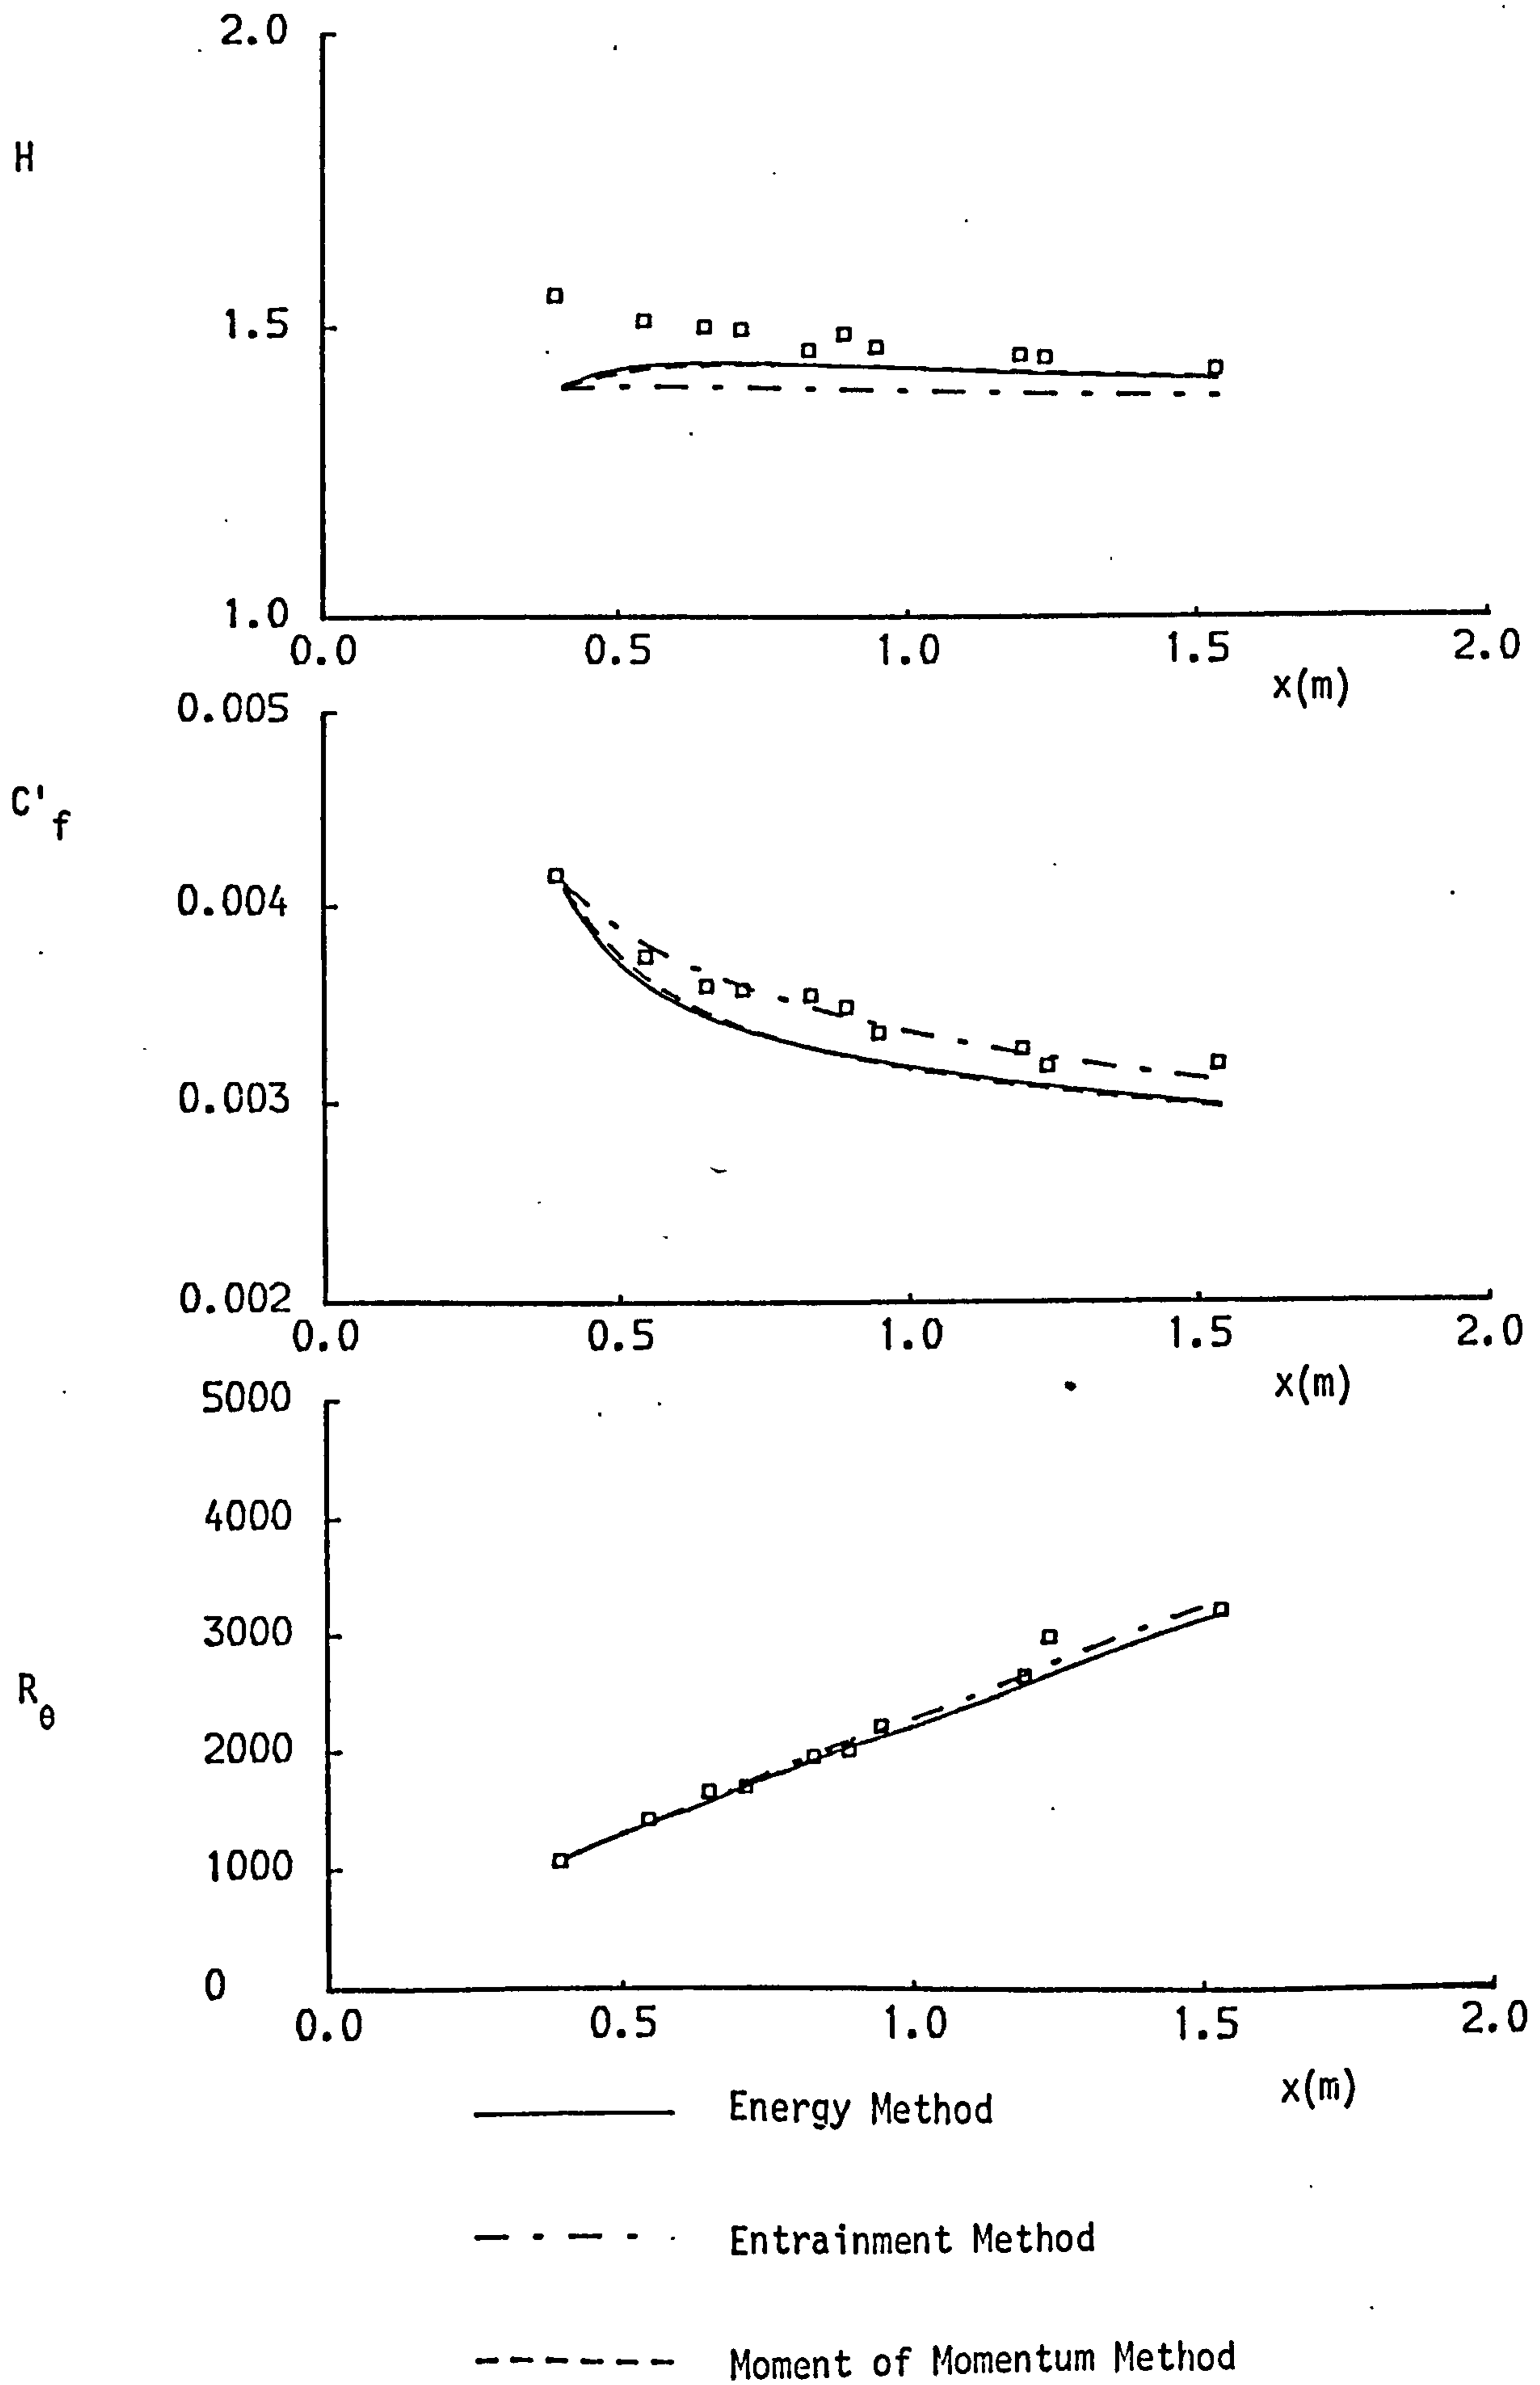 2.0
H
1.5
1.0
0.0 0.5 1.0 1.5 2.0
x(m)
0.005
C'f
0.004
0.003
0.002
0.0 0.5 1.0 1.5 2.0
x(m)
5000
4000
3000
Rθ
2000
1000
0
0.0 0.5 1.0 1.5 2.0
x(m)
Energy Method
Entrainment Method
Moment of Momentum Method